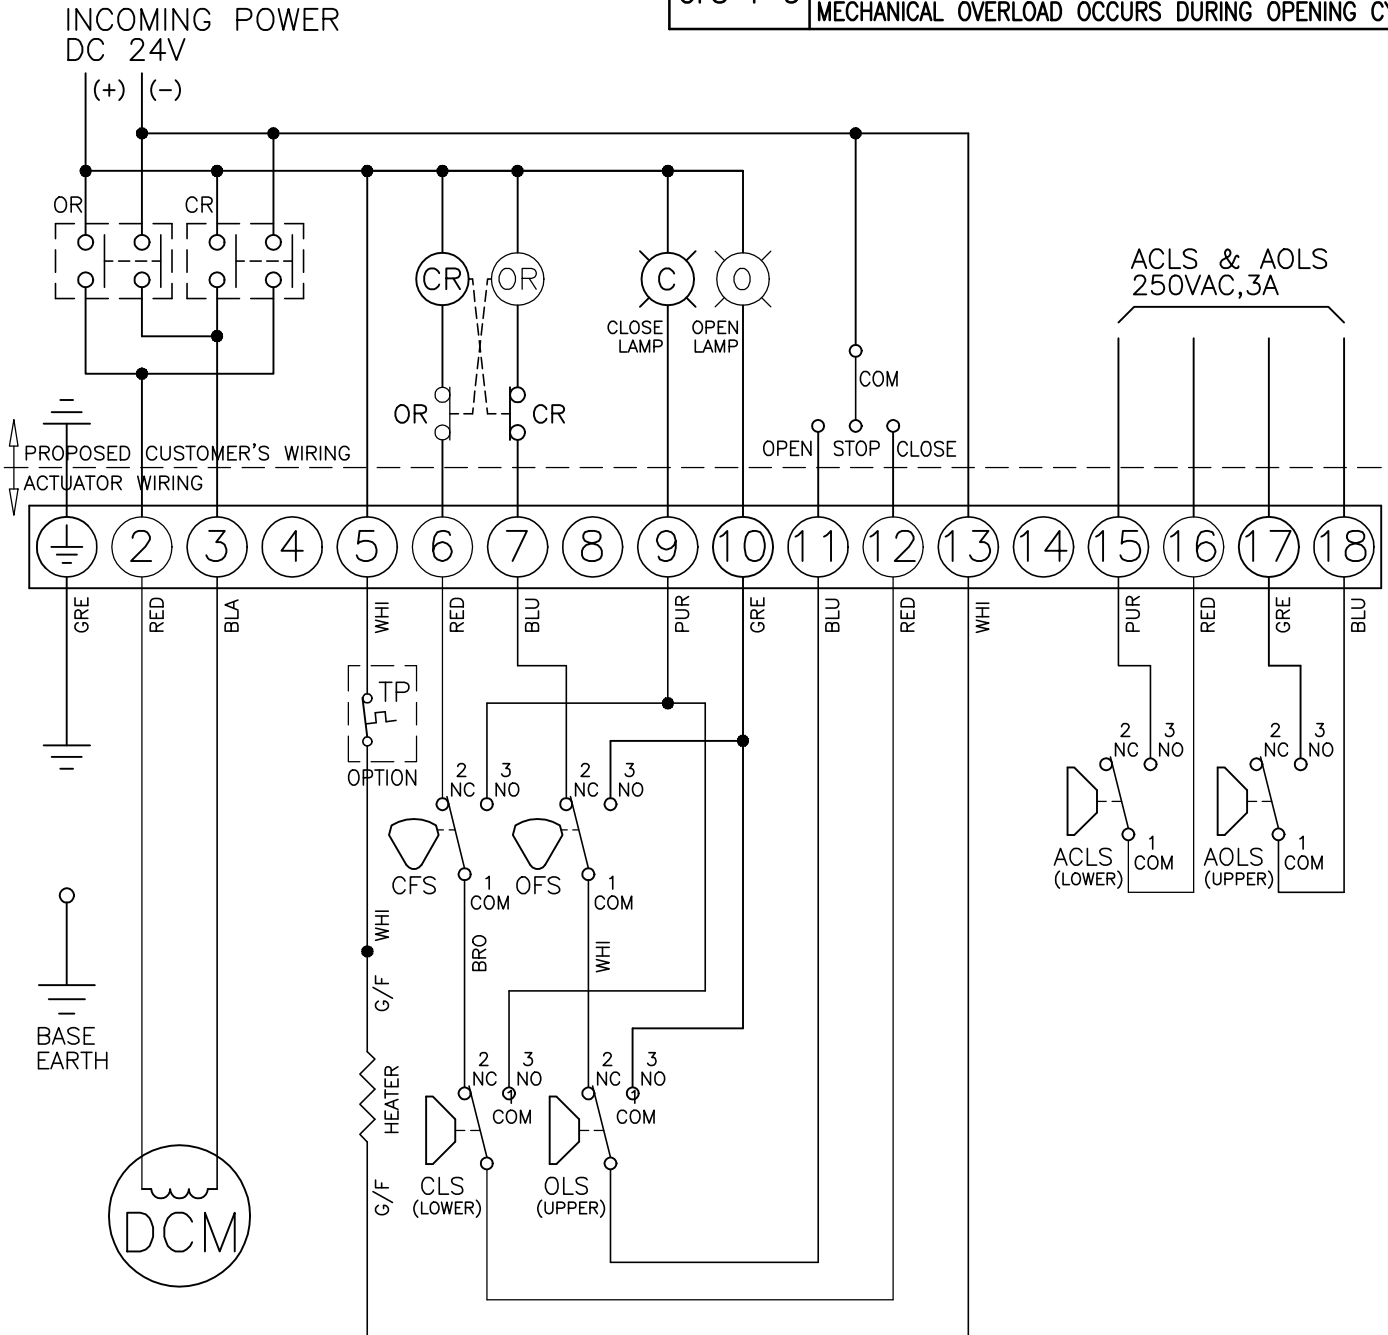 MECHANICAL OVERLOAD OCCURS DURING OPENING
INCOMING POWER
DC 24V
(+) (-)
OR CR
CR OR C O
CLOSE LAMP
OPEN LAMP
ACLS & AOLS
250VAC,3A
COM
OR CR
OPEN STOP CLOSE
PROPOSED CUSTOMER'S WIRING
ACTUATOR WIRING
2 3 4 5 6 7 8 9 10 11 12 13 14 15 16 17 18
GRE RED BLA WHI RED BLU PUR GRE BLU RED WHI PUR RED GRE BLU
TP
OPTION
2 NC 3 NO
2 NC 3 NO
2 NC 3 NO
2 NC 3 NO
CFS 1 COM
OFS 1 COM
ACLS (LOWER) 1 COM
AOLS (UPPER) 1 COM
WHI BRO WHI
G/F
BASE
EARTH
HEATER
2 NC 3 NO
1 COM
2 NC 3 NO
1 COM
CLS
(LOWER)
OLS
(UPPER)
G/F
DCM